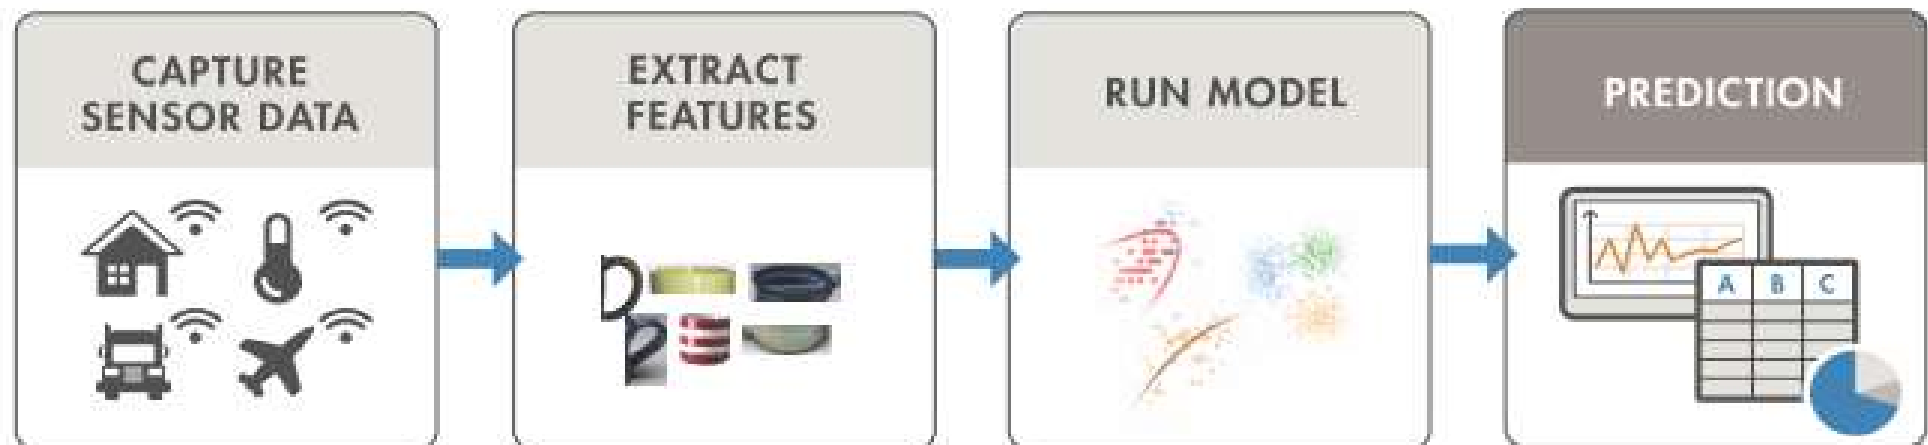 CAPTURE
SENSOR DATA
EXTRACT
FEATURES
RUN MODEL
PREDICTION
A B C